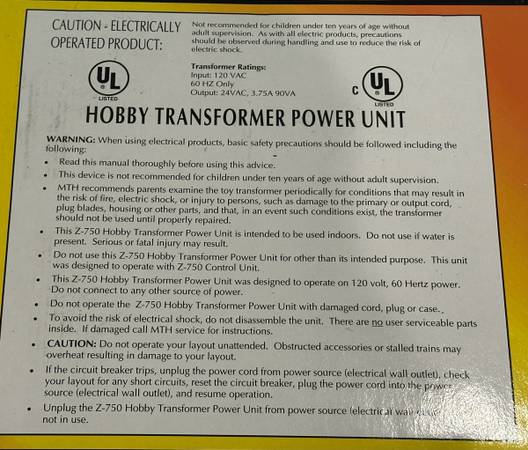 CAUTION - ELECTRICALLY
OPERATED PRODUCT:
Not recommended for children under ten years of age without
adult supervision. As with all electric products, precautions
should be observed during handling and use to reduce the risk of
electric shock.
UL
LISTED
Transformer Ratings:
Input: 120 VAC
60 HZ Only
Output: 24VAC, 3.75A 90VA
C UL
LISTED
HOBBY TRANSFORMER POWER UNIT
WARNING: When using electrical products, basic safety precautions should be followed including the
following:
• Read this manual thoroughly before using this advice.
• This device is not recommended for children under ten years of age without adult supervision.
• MTH recommends parents examine the toy transformer periodically for conditions that may result in
the risk of fire, electric shock, or injury to persons, such as damage to the primary or output cord,
plug blades, housing or other parts, and that, in an event such conditions exist, the transformer
should not be used until properly repaired.
• This Z-750 Hobby Transformer Power Unit is intended to be used indoors. Do not use if water is
present. Serious or fatal injury may result.
• Do not use this Z-750 Hobby Transformer Power Unit for other than its intended purpose. This unit
was designed to operate with Z-750 Control Unit.
• This Z-750 Hobby Transformer Power Unit was designed to operate on 120 volt, 60 Hertz power.
Do not connect to any other source of power.
• Do not operate the Z-750 Hobby Transformer Power Unit with damaged cord, plug or case..
• To avoid the risk of electrical shock, do not disassemble the unit. There are no user serviceable parts
inside. If damaged call MTH service for instructions.
• CAUTION: Do not operate your layout unattended. Obstructed accessories or stalled trains may
overheat resulting in damage to your layout.
• If the circuit breaker trips, unplug the power cord from power source (electrical wall outlet), check
your layout for any short circuits, reset the circuit breaker, plug the power cord into the power
source (electrical wall outlet), and resume operation.
• Unplug the Z-750 Hobby Transformer Power Unit from power source (electrical wall
not in use.